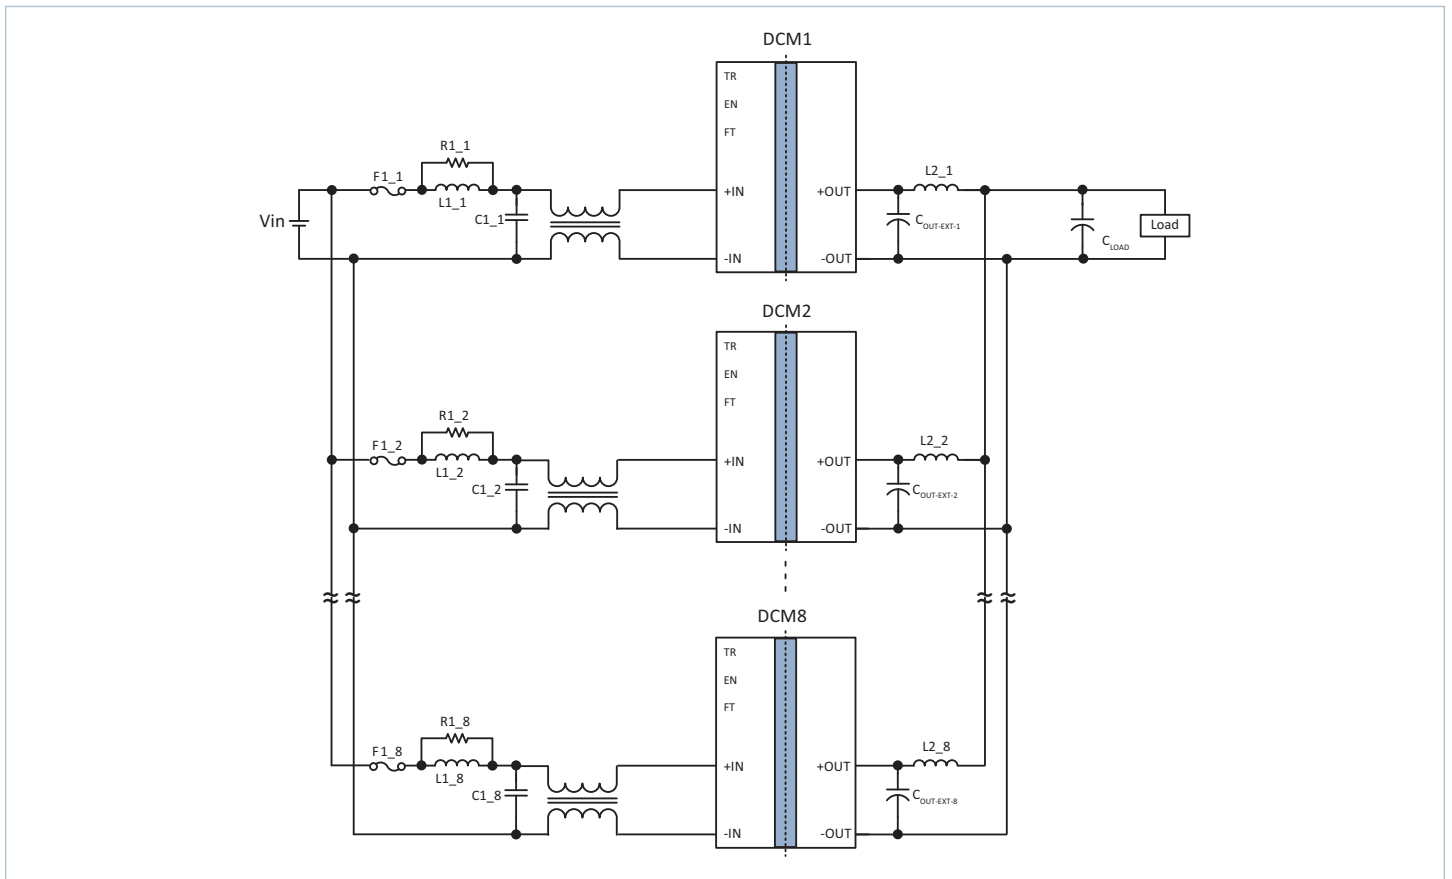 DCM1
TR
EN
FT
R1_1
F1_1
L1_1
C1_1
Vin
+IN
-IN
+OUT
-OUT
L2_1
COUT-EXT-1
CLOAD
Load
DCM2
TR
EN
FT
R1_2
F1_2
L1_2
C1_2
+IN
-IN
+OUT
-OUT
L2_2
COUT-EXT-2
DCM8
TR
EN
FT
R1_8
F1_8
L1_8
C1_8
+IN
-IN
+OUT
-OUT
L2_8
COUT-EXT-8